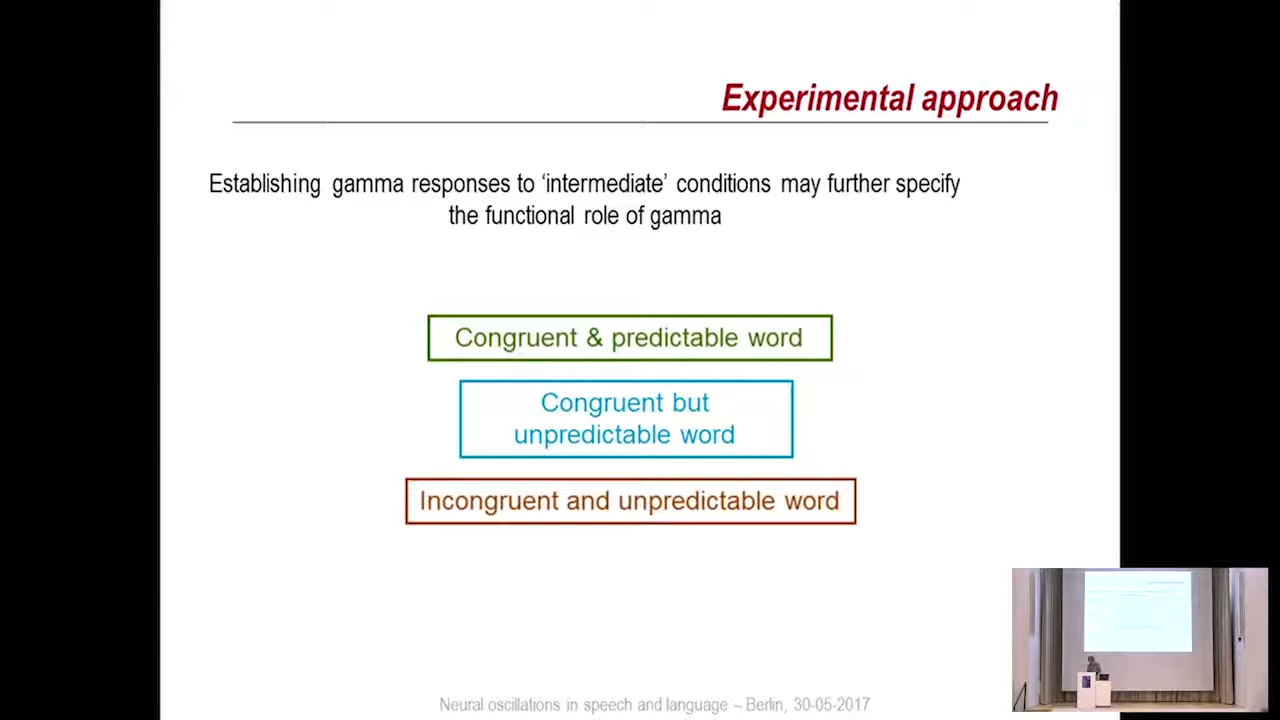 Experimental approach
Establishing gamma responses to ‘intermediate’ conditions may further specify
the functional role of gamma
Congruent & predictable word
Congruent but
unpredictable word
Incongruent and unpredictable word
Neural oscillations in speech and language – Berlin, 30-05-2017